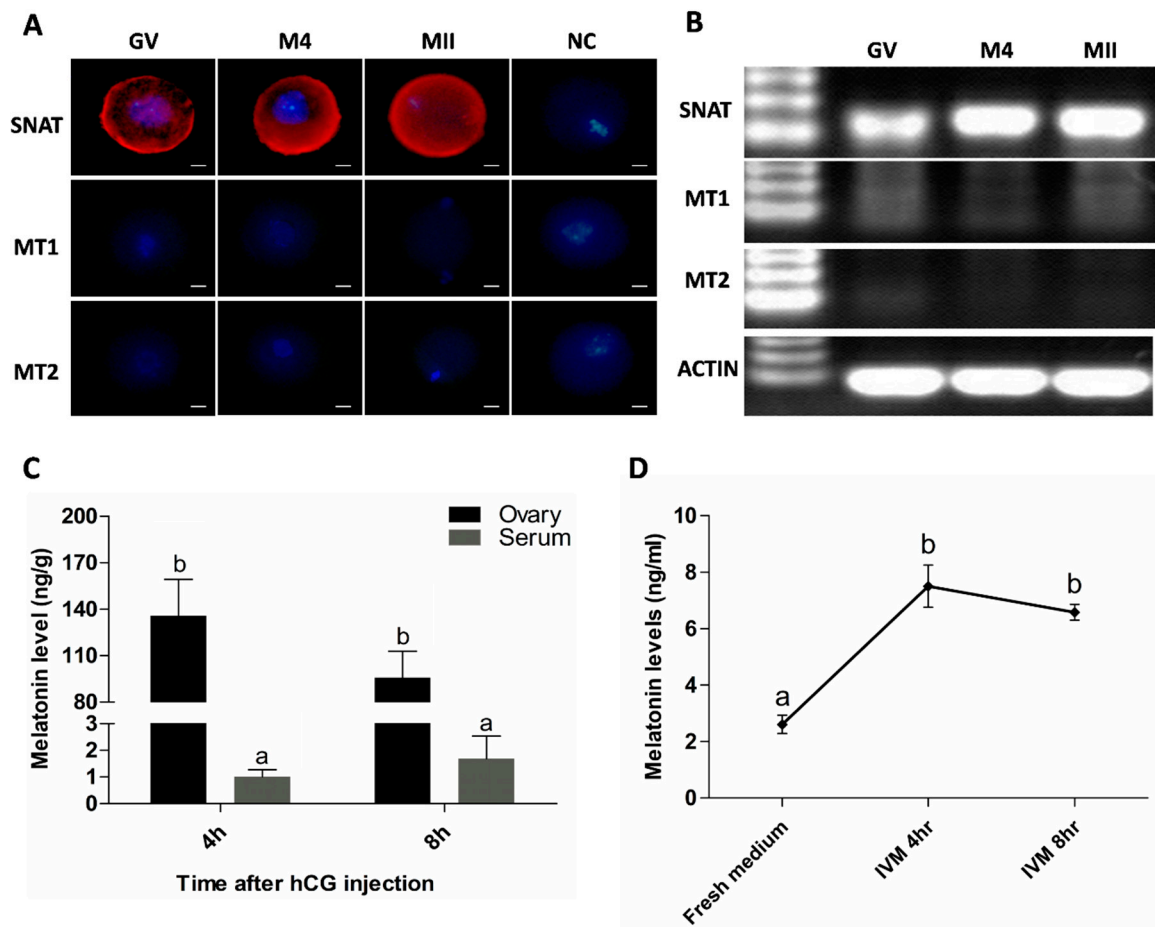 A
GV M4 MII NC
SNAT
MT1
MT2
B
GV M4 MII
SNAT
MT1
MT2
ACTIN
C
Ovary
Serum
Melatonin level (ng/g)
200
170
140
110
80
3
2
1
0
b
a
b
a
4h 8h
Time after hCG injection
D
Melatonin levels (ng/ml)
10
8
6
4
2
0
a
b
b
Fresh medium
IVM 4hr
IVM 8hr